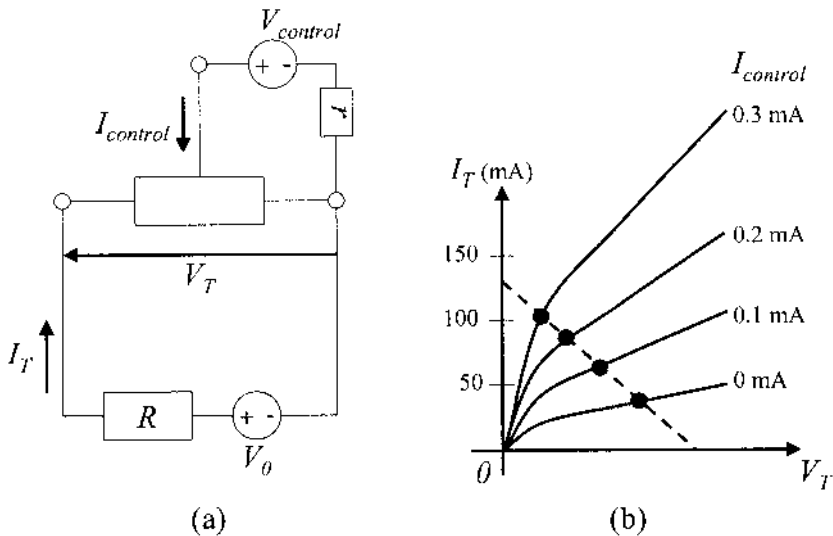 V_control
+ -
r
I_control
V_T
I_T
R
+ -
V_0
(a)
I_control
0.3 mA
I_T (mA)
0.2 mA
150
100
0.1 mA
50
0 mA
0
V_T
(b)